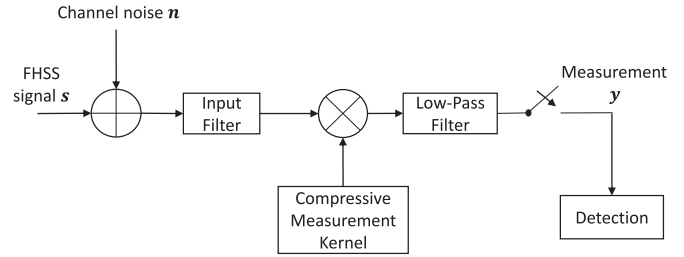 Channel noise n
FHSS
signal s
Input
Filter
Low-Pass
Filter
Measurement
y
Compressive
Measurement
Kernel
Detection